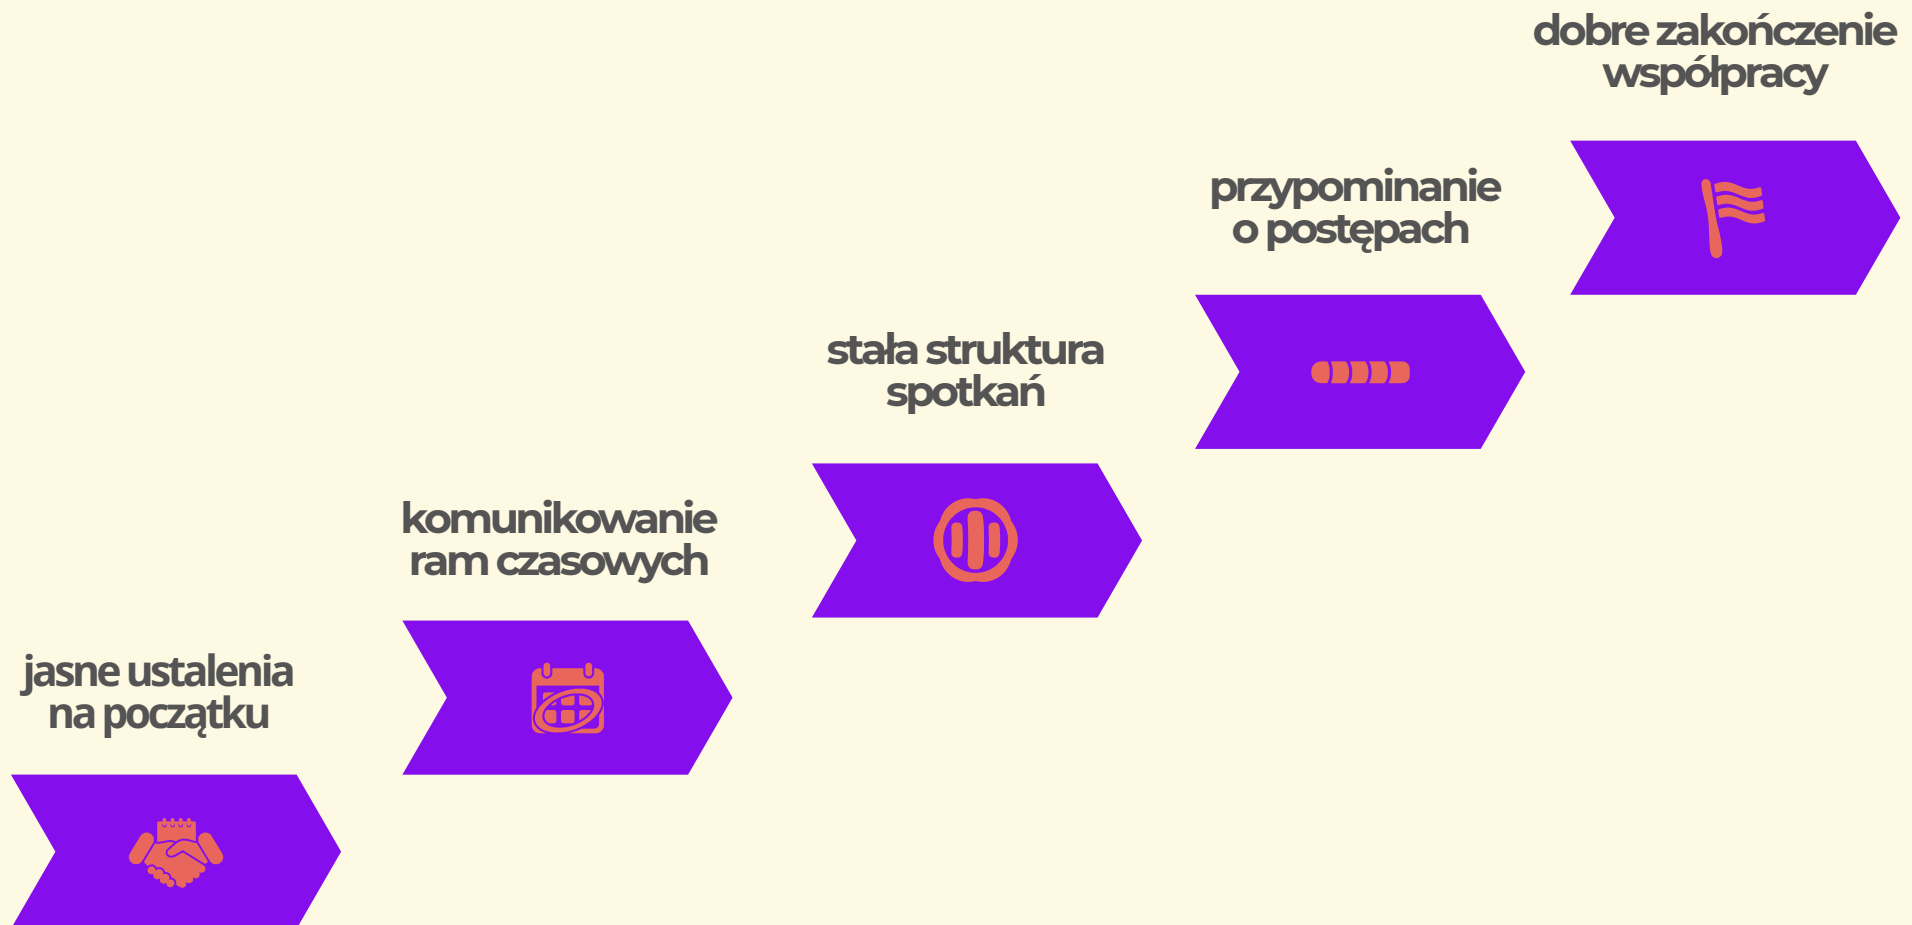 dobre zakończenie
współpracy
przypominanie
o postępach
stała struktura
spotkań
komunikowanie
ram czasowych
jasne ustalenia
na początku